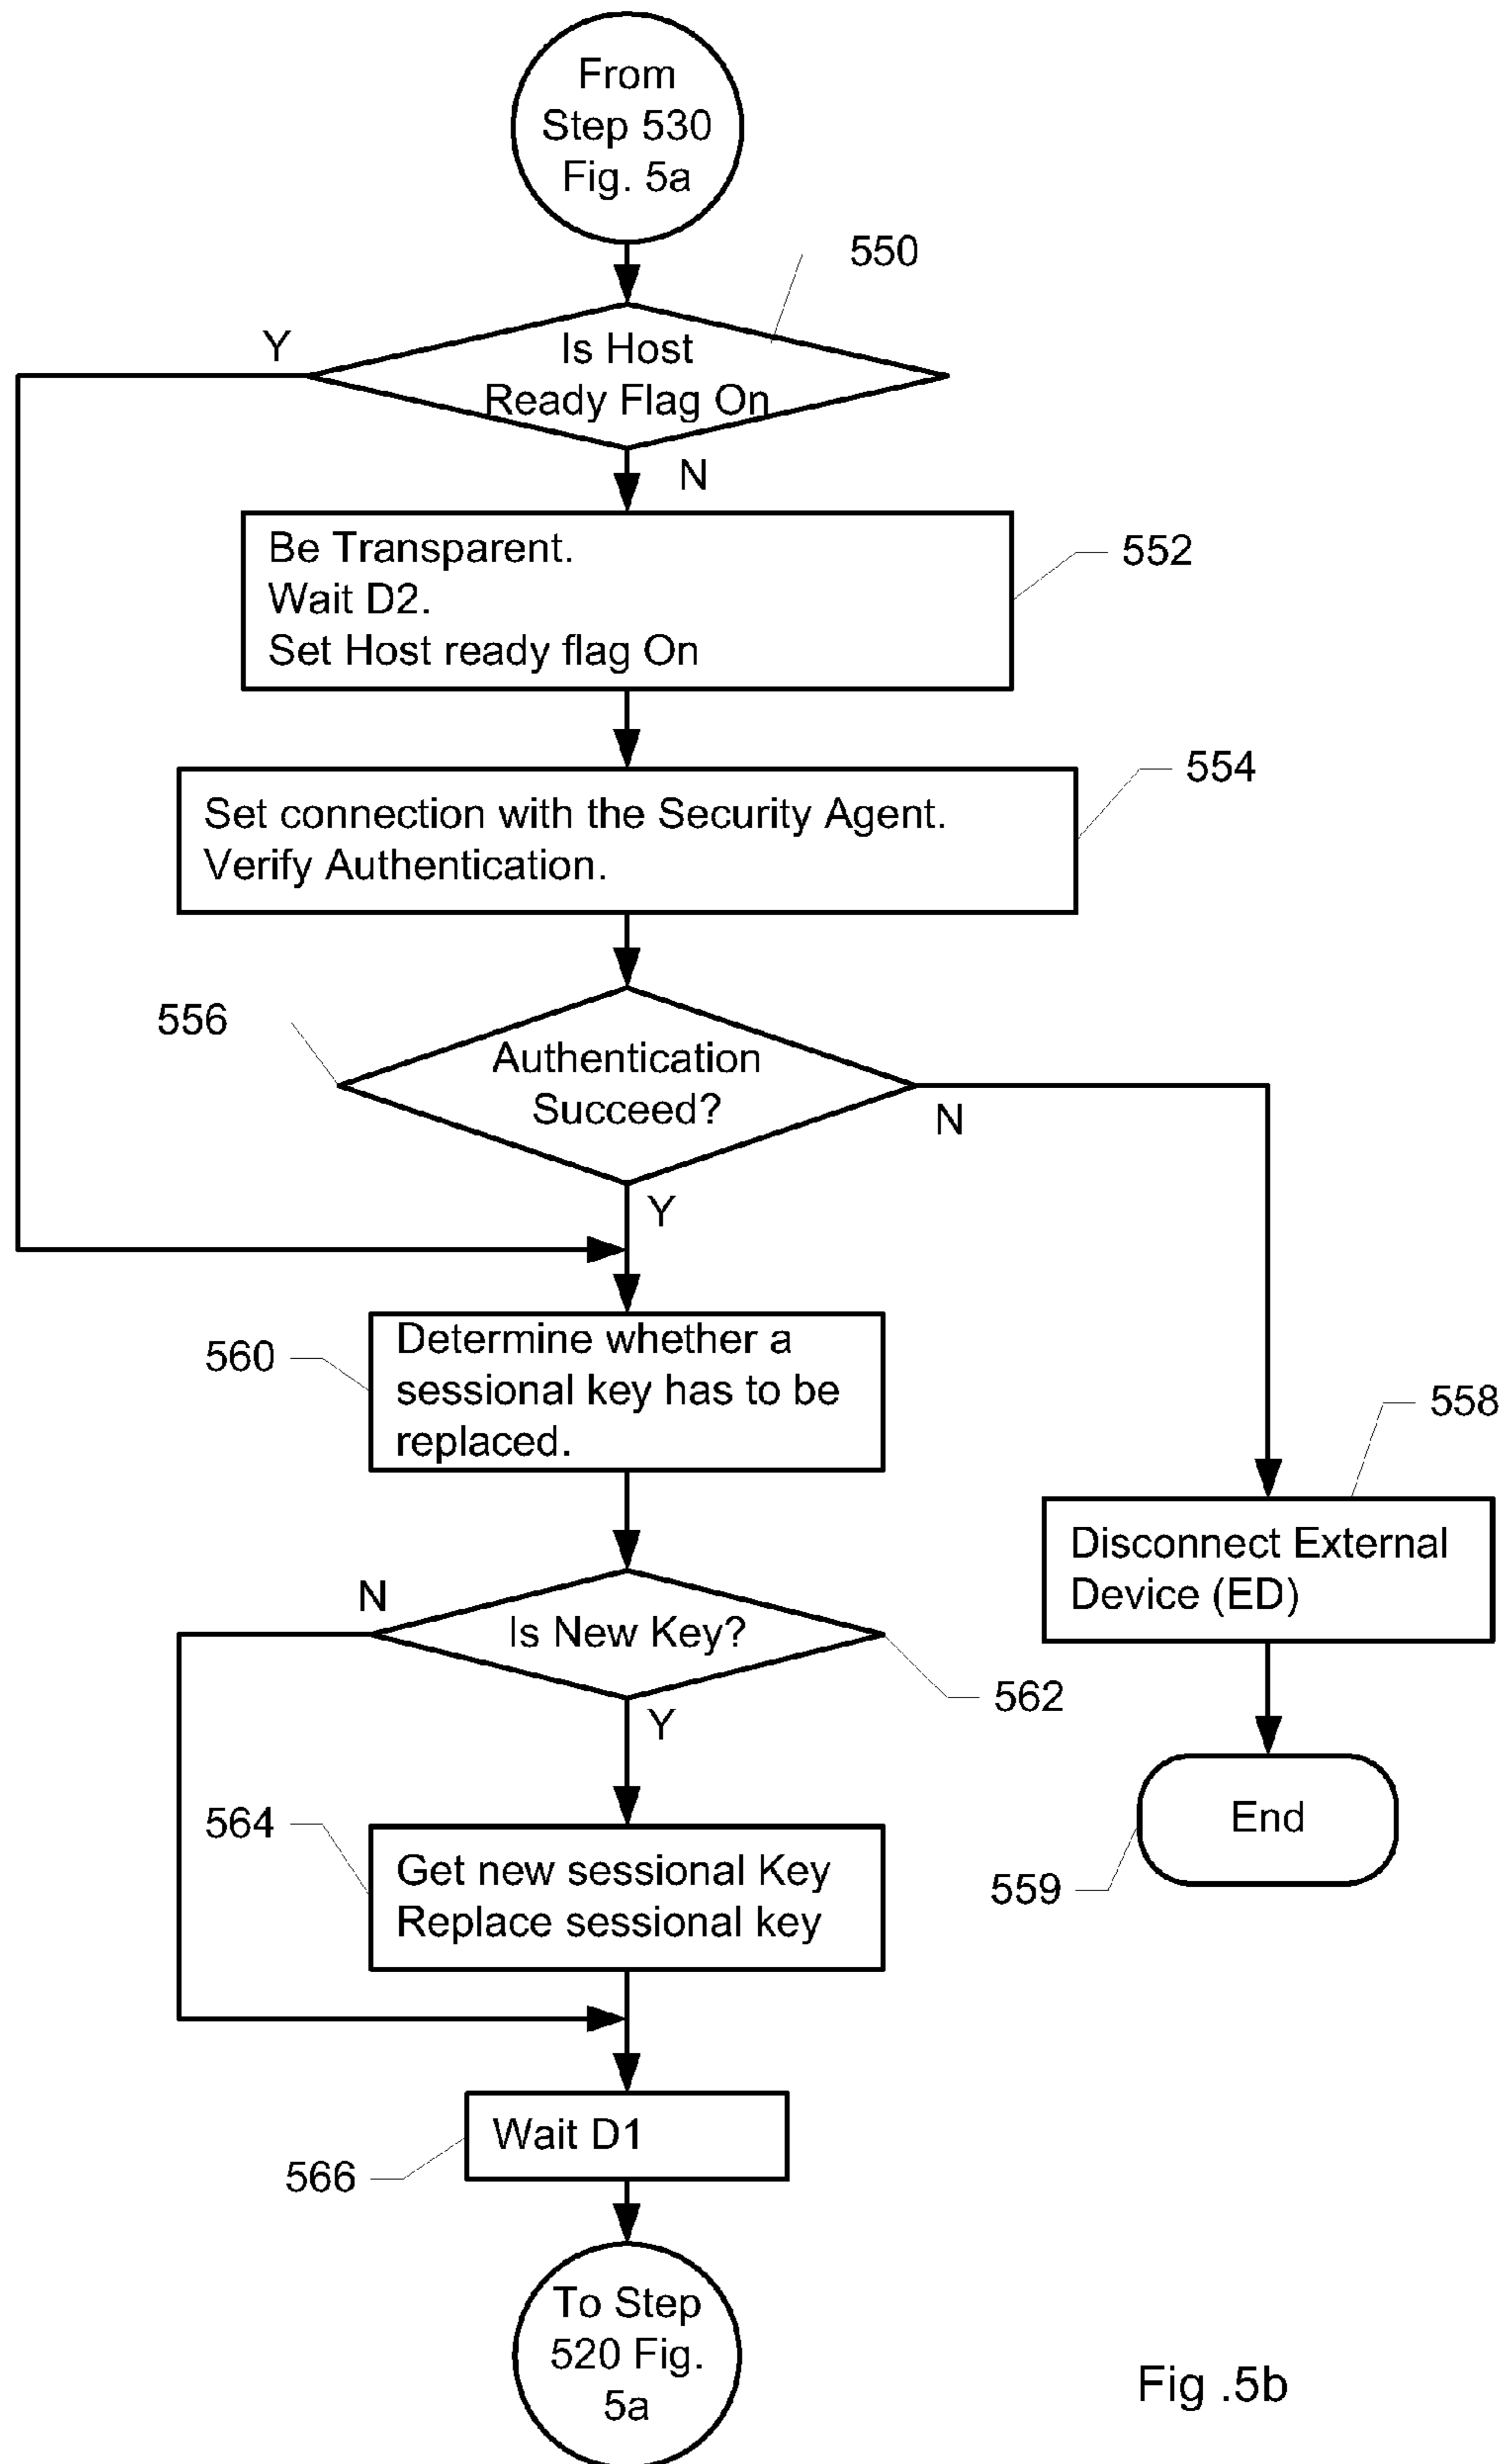 From
Step 530
Fig. 5a
550
Y
Is Host
Ready Flag On
N
Be Transparent.
Wait D2.
Set Host ready flag On
552
554
Set connection with the Security Agent.
Verify Authentication.
556
Authentication
Succeed?
N
Y
560
Determine whether a
sessional key has to be
replaced.
558
Disconnect External
Device (ED)
N
Is New Key?
562
Y
564
Get new sessional Key
Replace sessional key
End
559
Wait D1
566
To Step
520 Fig.
5a
Fig .5b